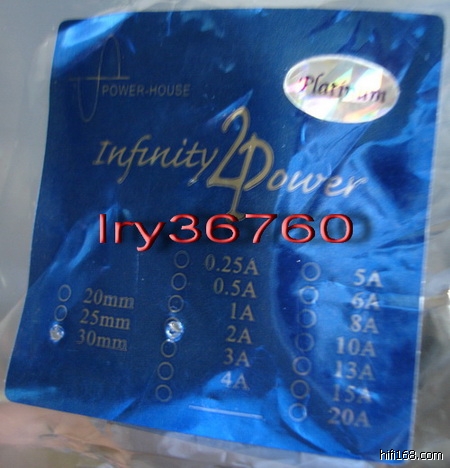 POWER-HOUSE
Platinum
Infinity 2 Power
lry36760
20mm
25mm
30mm
0.25A
0.5A
1A
2A
3A
4A
5A
6A
8A
10A
13A
15A
20A
hifi168.com